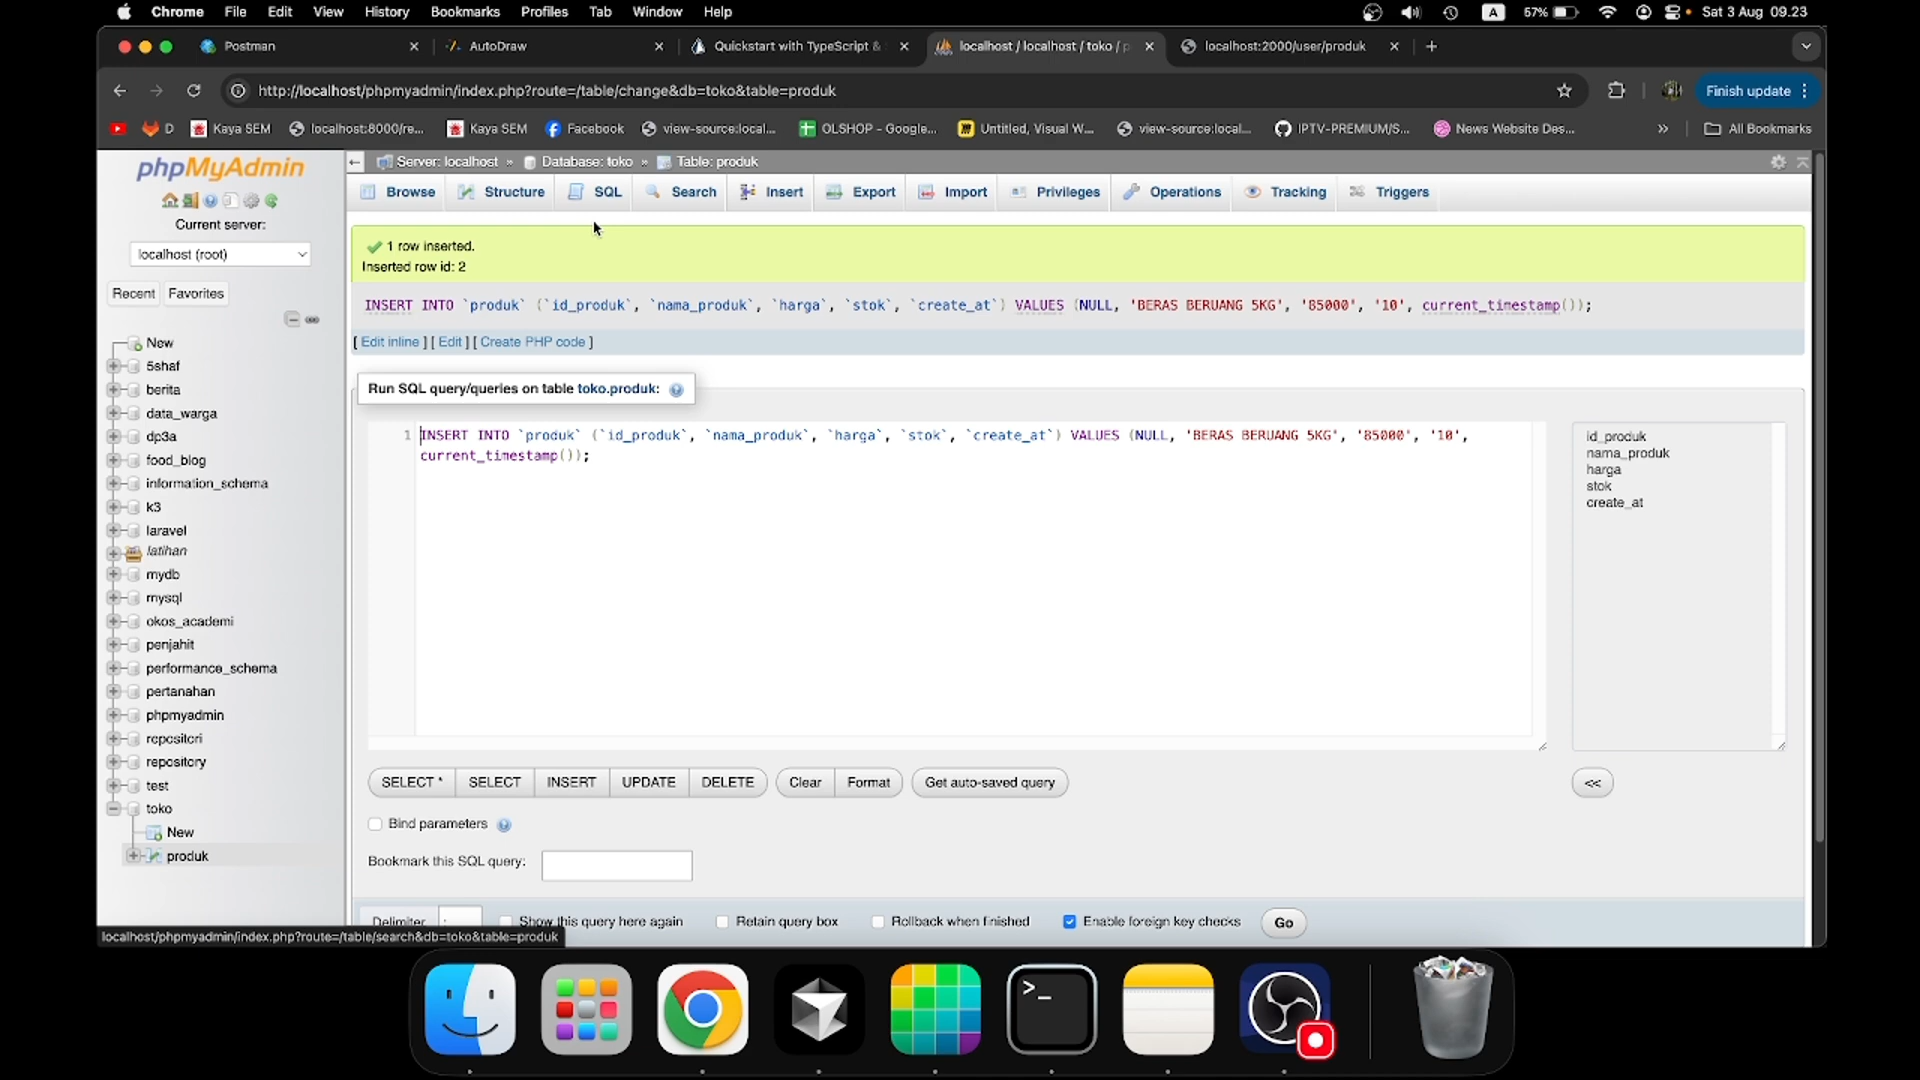 Chrome File Edit View History Bookmarks Profiles Tab Window Help A 57% Sat 3 Aug 09.23
Postman AutoDraw Quickstart with TypeScript & localhost / localhost / toko / p localhost:2000/user/produk
http://localhost/phpmyadmin/index.php?route=/table/change&db=toko&table=produk Finish update
D Kaya SEM localhost:8000/re... Kaya SEM Facebook view-source:local... OLSHOP - Google... Untitled, Visual W... view-source:local... IPTV-PREMIUM/S... News Website Des... » All Bookmarks
phpMyAdmin
Current server:
localhost (root)
Recent Favorites
New
5shaf
berita
data_warga
dp3a
food_blog
information_schema
k3
laravel
latihan
mydb
mysql
okos_academi
penjahit
performance_schema
pertanahan
phpmyadmin
repositori
repository
test
toko
New
produk
Server: localhost » Database: toko » Table: produk
Browse Structure SQL Search Insert Export Import Privileges Operations Tracking Triggers
1 row inserted.
Inserted row id: 2
INSERT INTO `produk` (`id_produk`, `nama_produk`, `harga`, `stok`, `create_at`) VALUES (NULL, 'BERAS BERUANG 5KG', '85000', '10', current_timestamp());
[ Edit inline ] [ Edit ] [ Create PHP code ]
Run SQL query/queries on table toko.produk:
1 INSERT INTO `produk` (`id_produk`, `nama_produk`, `harga`, `stok`, `create_at`) VALUES (NULL, 'BERAS BERUANG 5KG', '85000', '10',
current_timestamp());
id_produk
nama_produk
harga
stok
create_at
SELECT * SELECT INSERT UPDATE DELETE Clear Format Get auto-saved query <<
Bind parameters
Bookmark this SQL query:
Delimiter ; Show this query here again Retain query box Rollback when finished Enable foreign key checks Go
localhost/phpmyadmin/index.php?route=/table/search&db=toko&table=produk